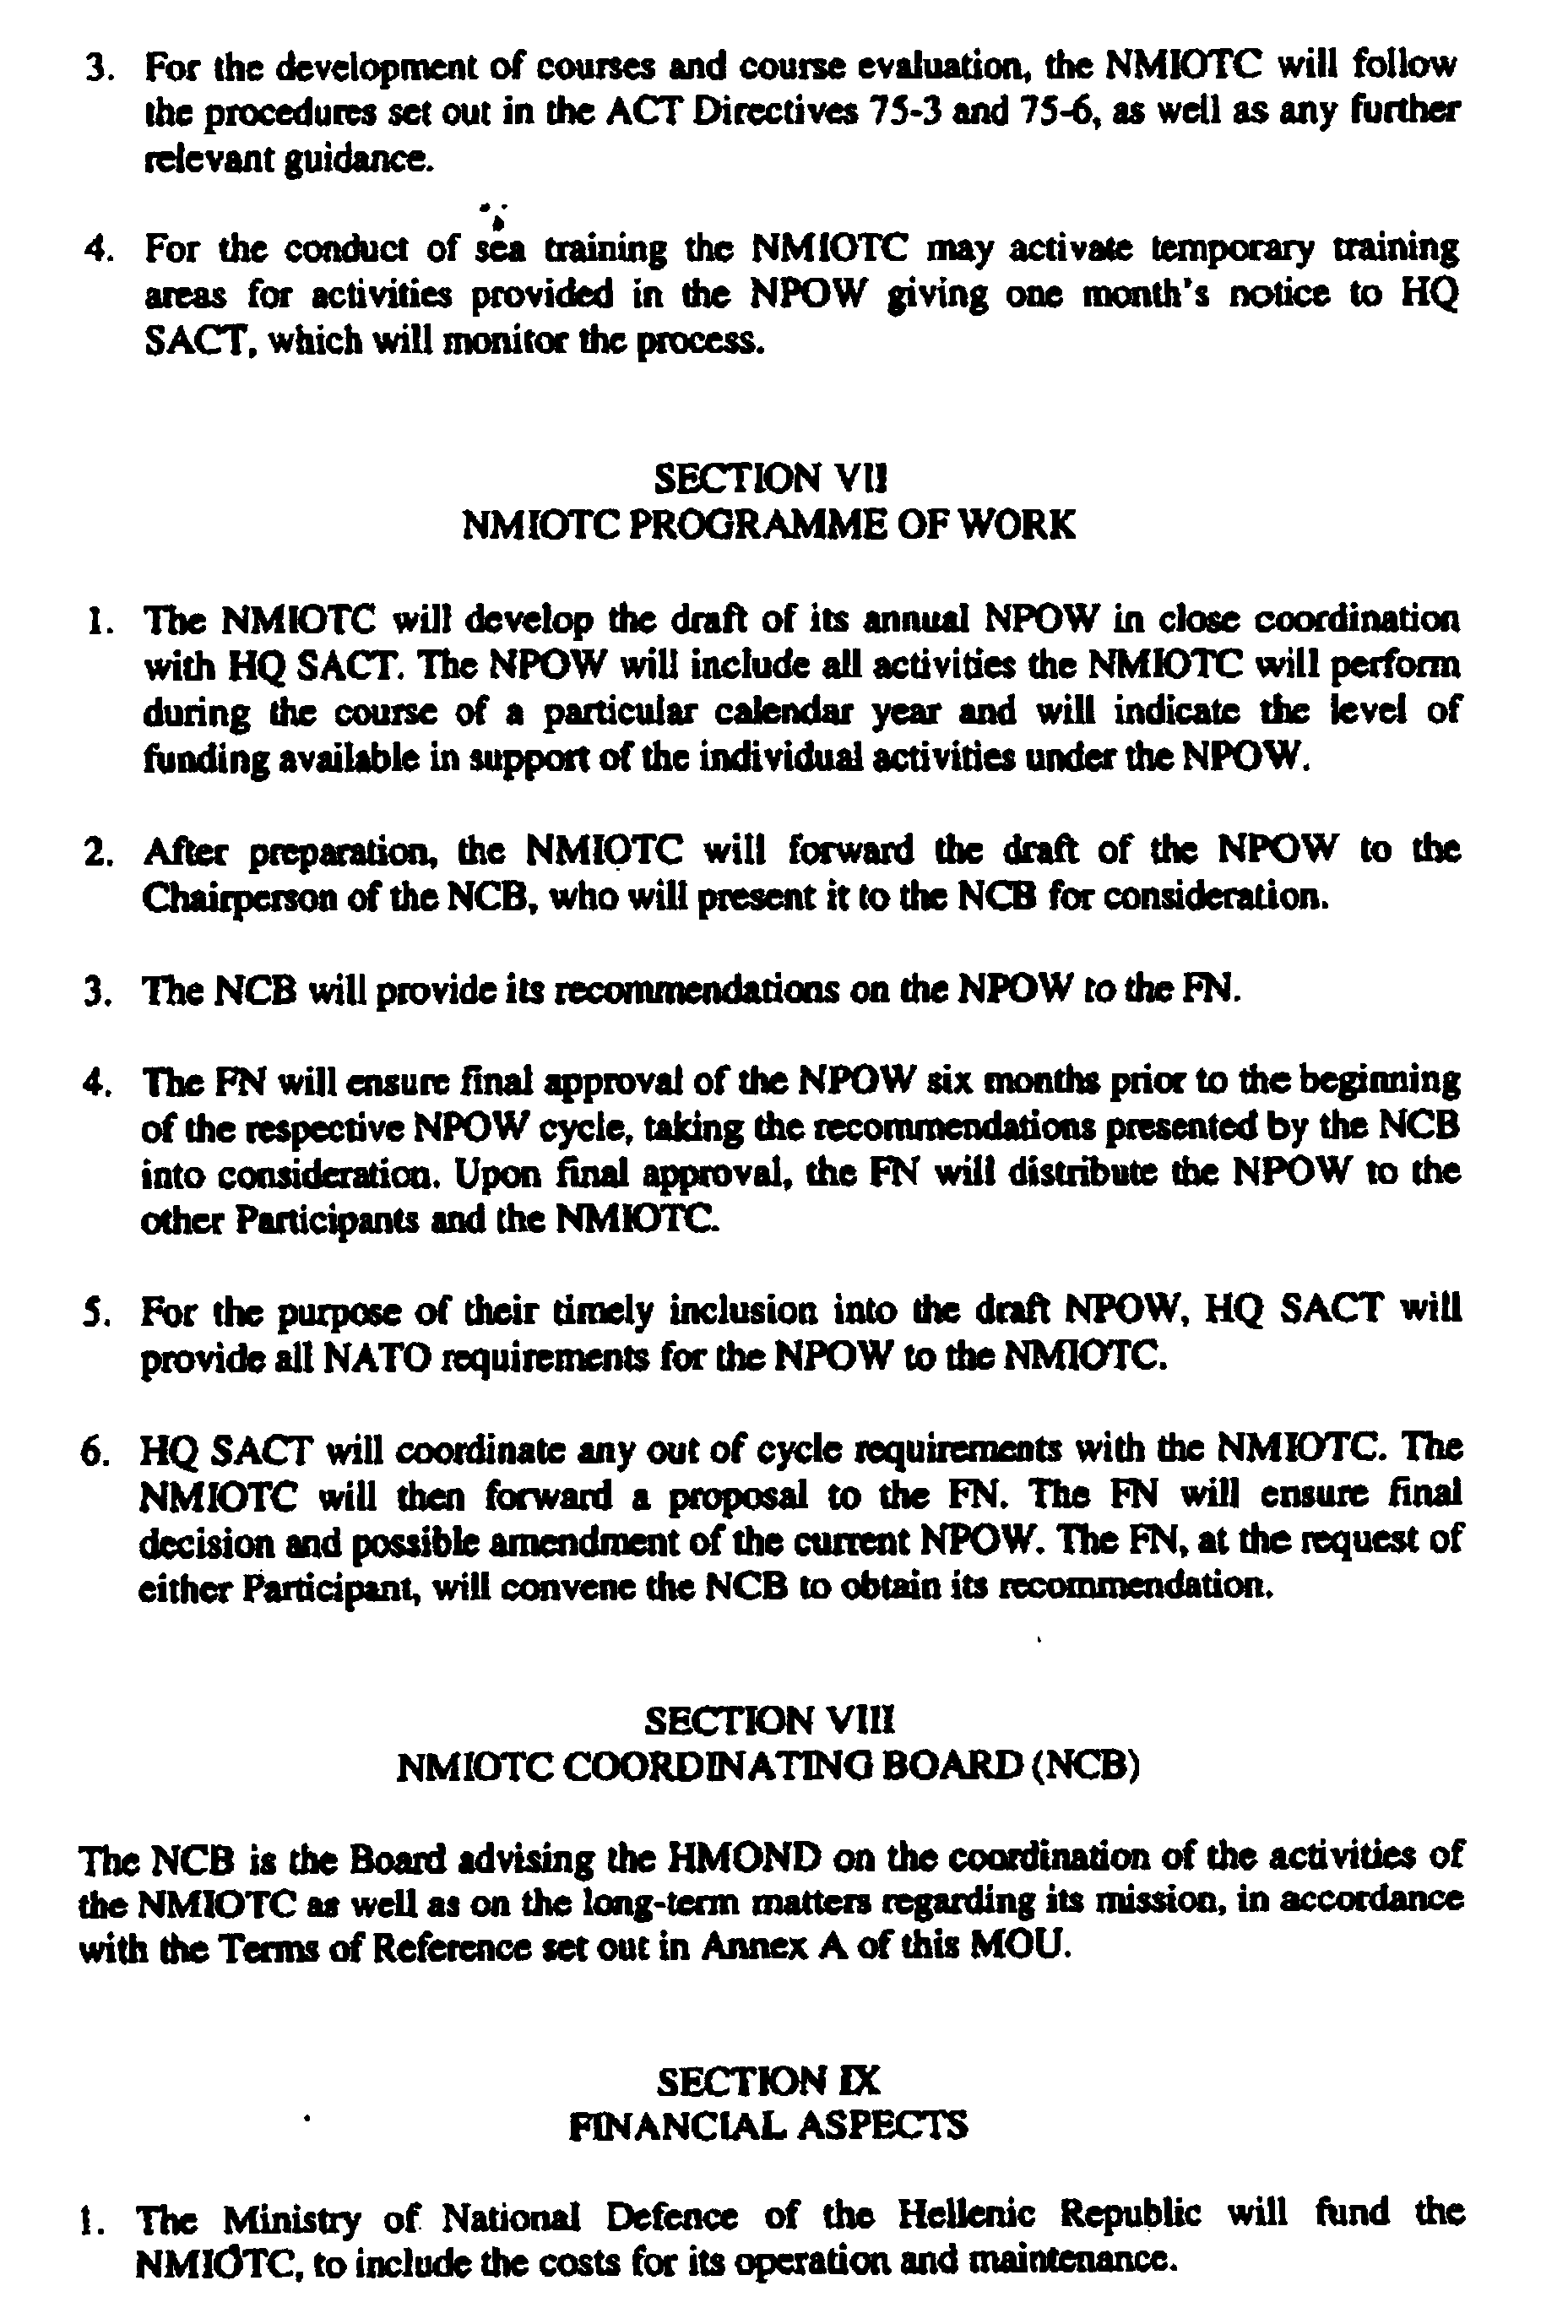 3. For the development of courses and course evaluation, the NMIOTC will follow
the procedures set out in the ACT Directives 75-3 and 75-6, as well as any further
relevant guidance.
4. For the conduct of sea training the NMIOTC may activate temporary training
areas for activities provided in the NPOW giving one month's notice to HQ
SACT, which will monitor the process.
SECTION VII
NMIOTC PROGRAMME OF WORK
1. The NMIOTC will develop the draft of its annual NPOW in close coordination
with HQ SACT. The NPOW will include all activities the NMIOTC will perform
during the course of a particular calendar year and will indicate the level of
funding available in support of the individual activities under the NPOW.
2. After preparation, the NMIOTC will forward the draft of the NPOW to the
Chairperson of the NCB, who will present it to the NCB for consideration.
3. The NCB will provide its recommendations on the NPOW to the FN.
4. The FN will ensure final approval of the NPOW six months prior to the beginning
of the respective NPOW cycle, taking the recommendations presented by the NCB
into consideration. Upon final approval, the FN will distribute the NPOW to the
other Participants and the NMIOTC.
5. For the purpose of their timely inclusion into the draft NPOW, HQ SACT will
provide all NATO requirements for the NPOW to the NMIOTC.
6. HQ SACT will coordinate any out of cycle requirements with the NMIOTC. The
NMIOTC will then forward a proposal to the FN. The FN will ensure final
decision and possible amendment of the current NPOW. The FN, at the request of
either Participant, will convene the NCB to obtain its recommendation.
SECTION VIII
NMIOTC COORDINATING BOARD (NCB)
The NCB is the Board advising the HMOND on the coordination of the activities of
the NMIOTC as well as on the long-term matters regarding its mission, in accordance
with the Terms of Reference set out in Annex A of this MOU.
SECTION IX
FINANCIAL ASPECTS
1. The Ministry of National Defence of the Hellenic Republic will fund the
NMIOTC, to include the costs for its operation and maintenance.